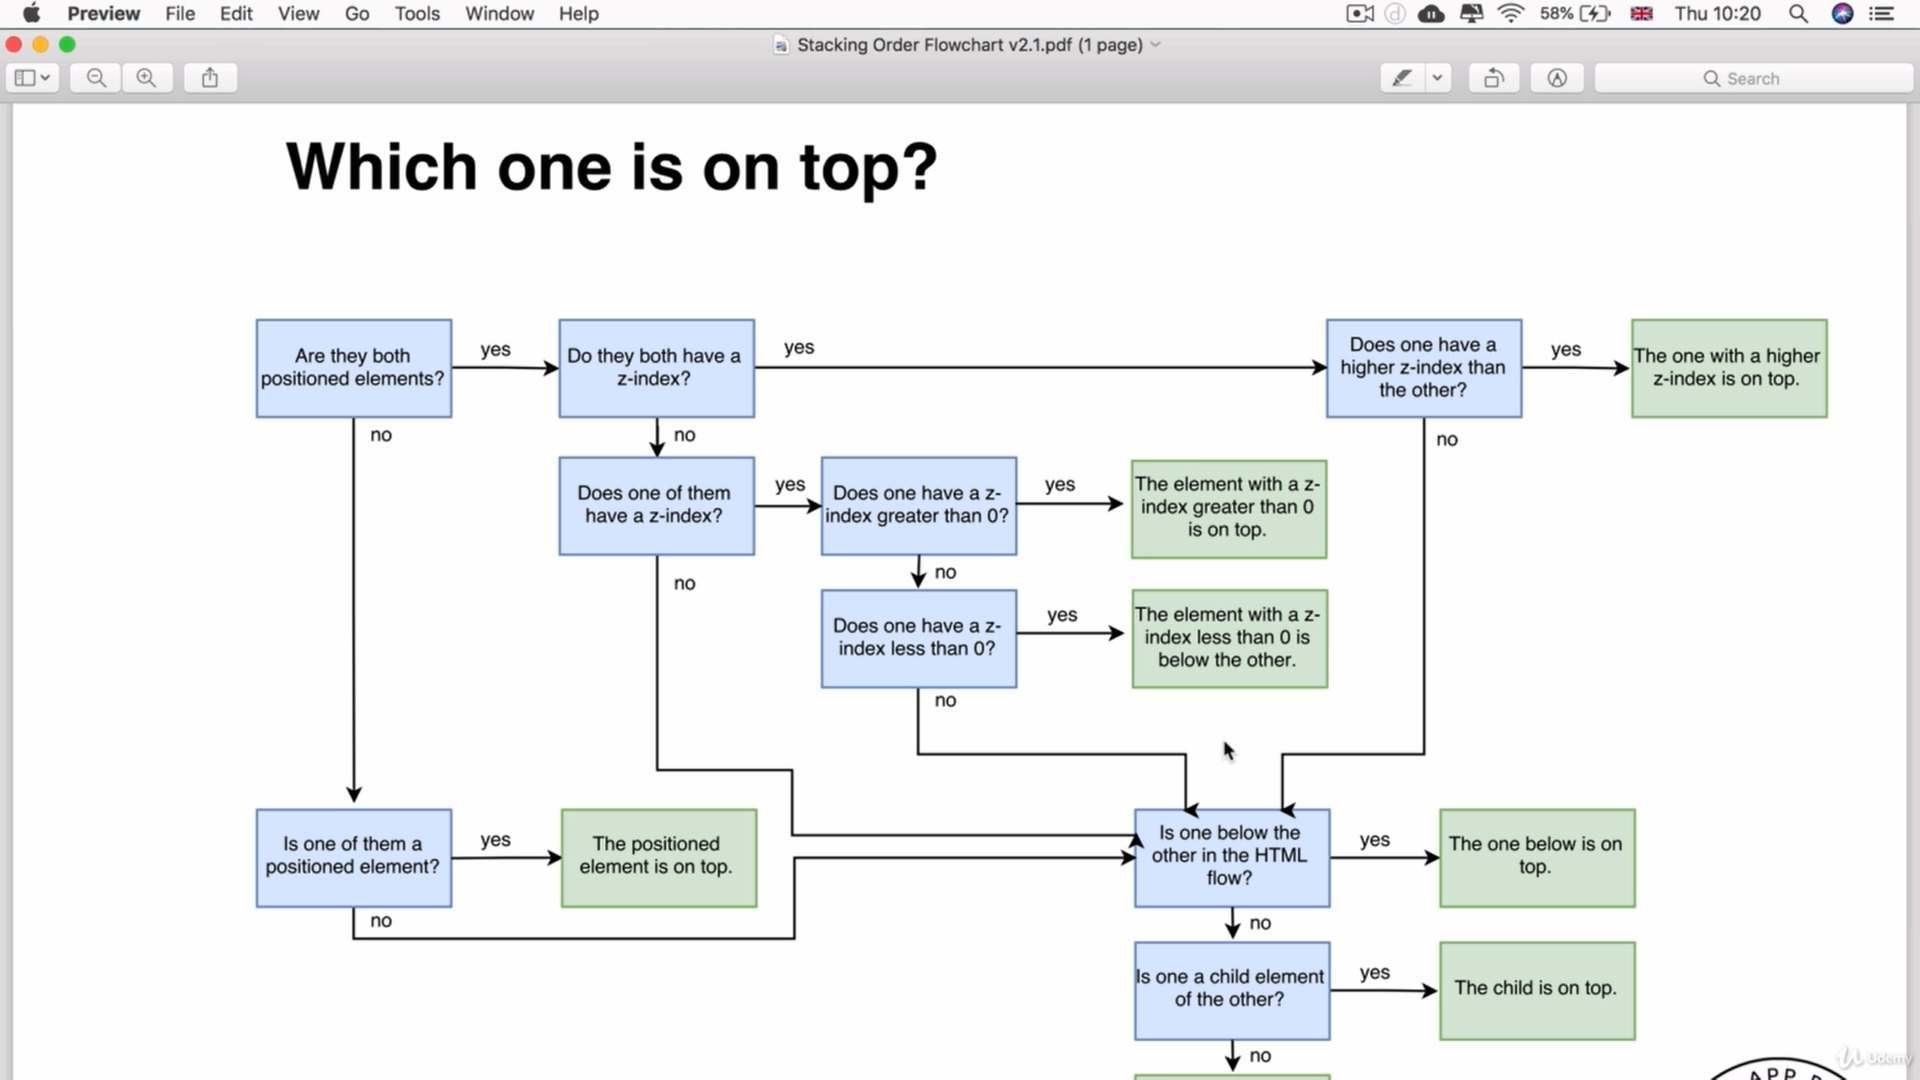 Preview File Edit View Go Tools Window Help
58% Thu 10:20
Stacking Order Flowchart v2.1.pdf (1 page)
Search
Which one is on top?
Are they both
positioned elements?
yes
Do they both have a
z-index?
yes
Does one have a
higher z-index than
the other?
yes
The one with a higher
z-index is on top.
no
no
no
Does one of them
have a z-index?
yes
Does one have a z-
index greater than 0?
yes
The element with a z-
index greater than 0
is on top.
no
no
Does one have a z-
index less than 0?
yes
The element with a z-
index less than 0 is
below the other.
no
Is one of them a
positioned element?
yes
The positioned
element is on top.
Is one below the
other in the HTML
flow?
yes
The one below is on
top.
no
no
Is one a child element
of the other?
yes
The child is on top.
no
APP
Udemy